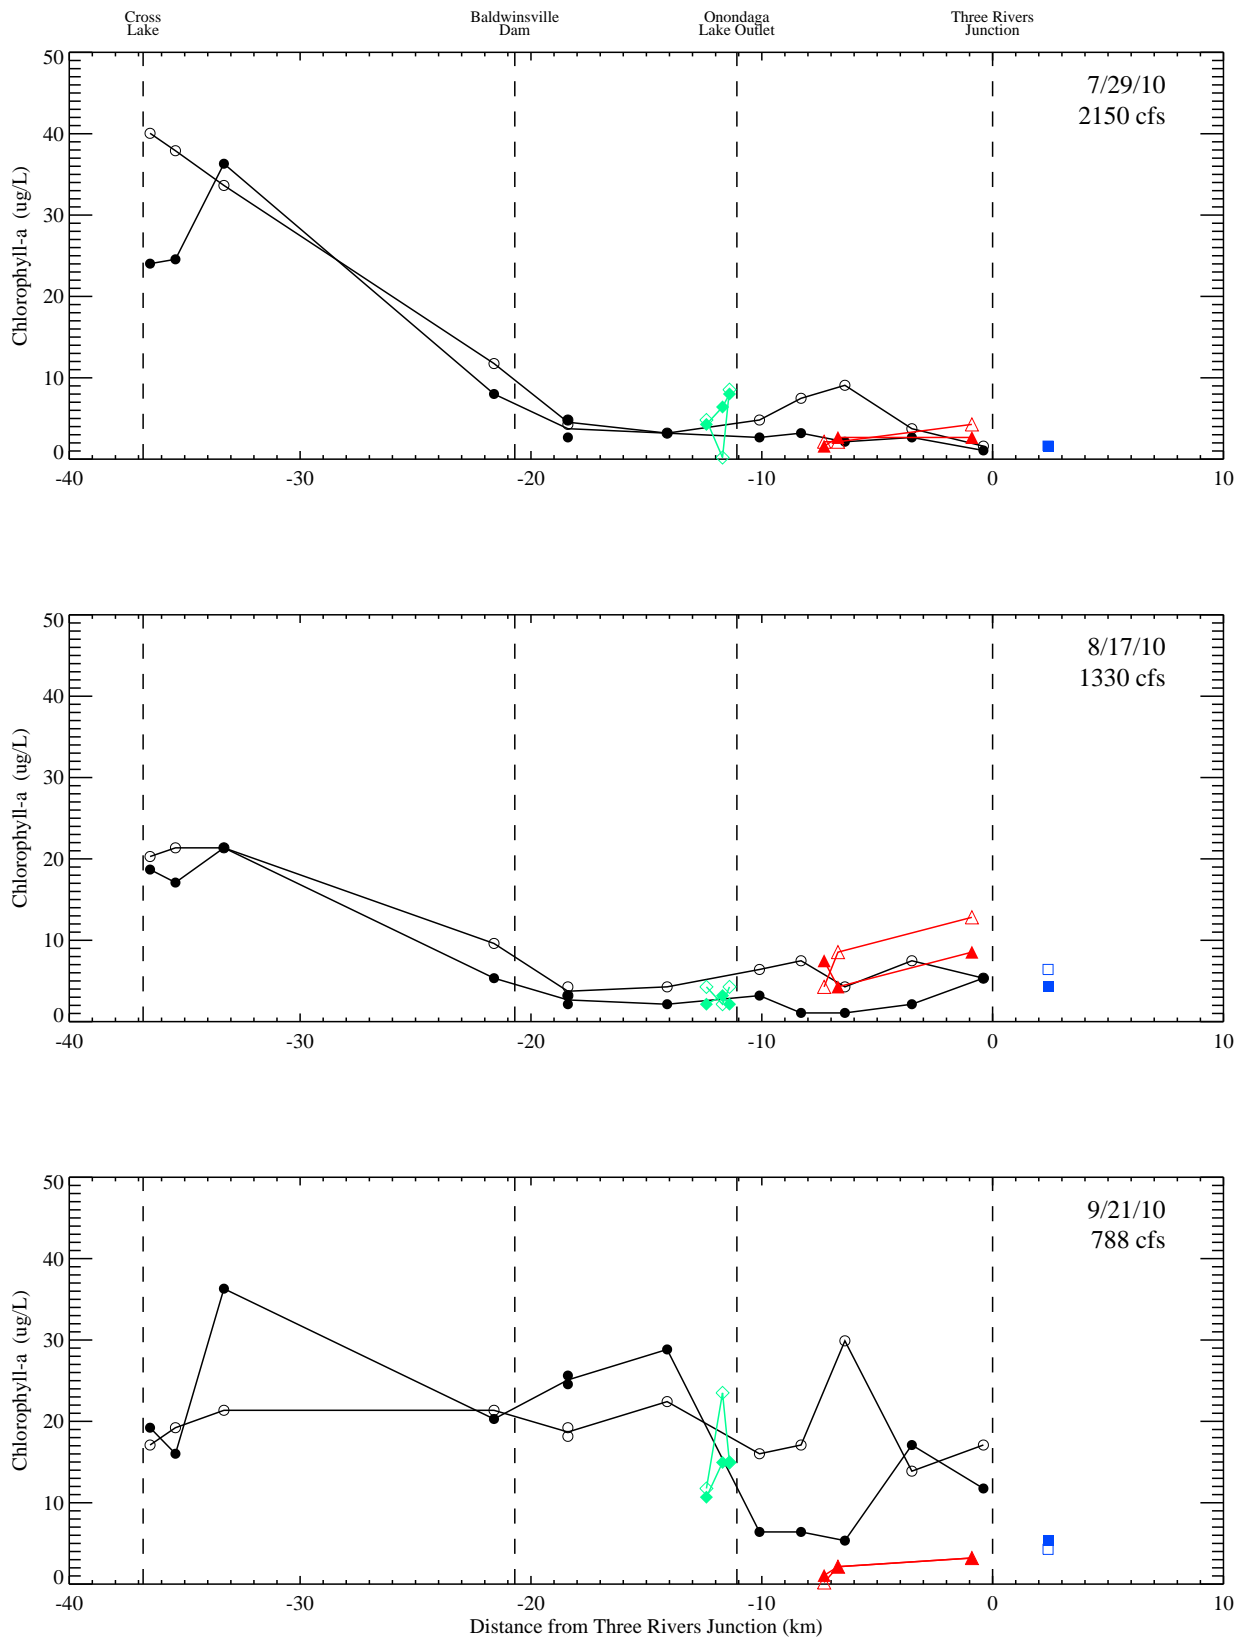 Cross
Lake
Baldwinsville
Dam
Onondaga
Lake Outlet
Three Rivers
Junction
7/29/10
2150 cfs
Chlorophyll-a (ug/L)
50
40
30
20
10
0
-40 -30 -20 -10 0 10
8/17/10
1330 cfs
Chlorophyll-a (ug/L)
50
40
30
20
10
0
-40 -30 -20 -10 0 10
9/21/10
788 cfs
Chlorophyll-a (ug/L)
50
40
30
20
10
0
-40 -30 -20 -10 0 10
Distance from Three Rivers Junction (km)